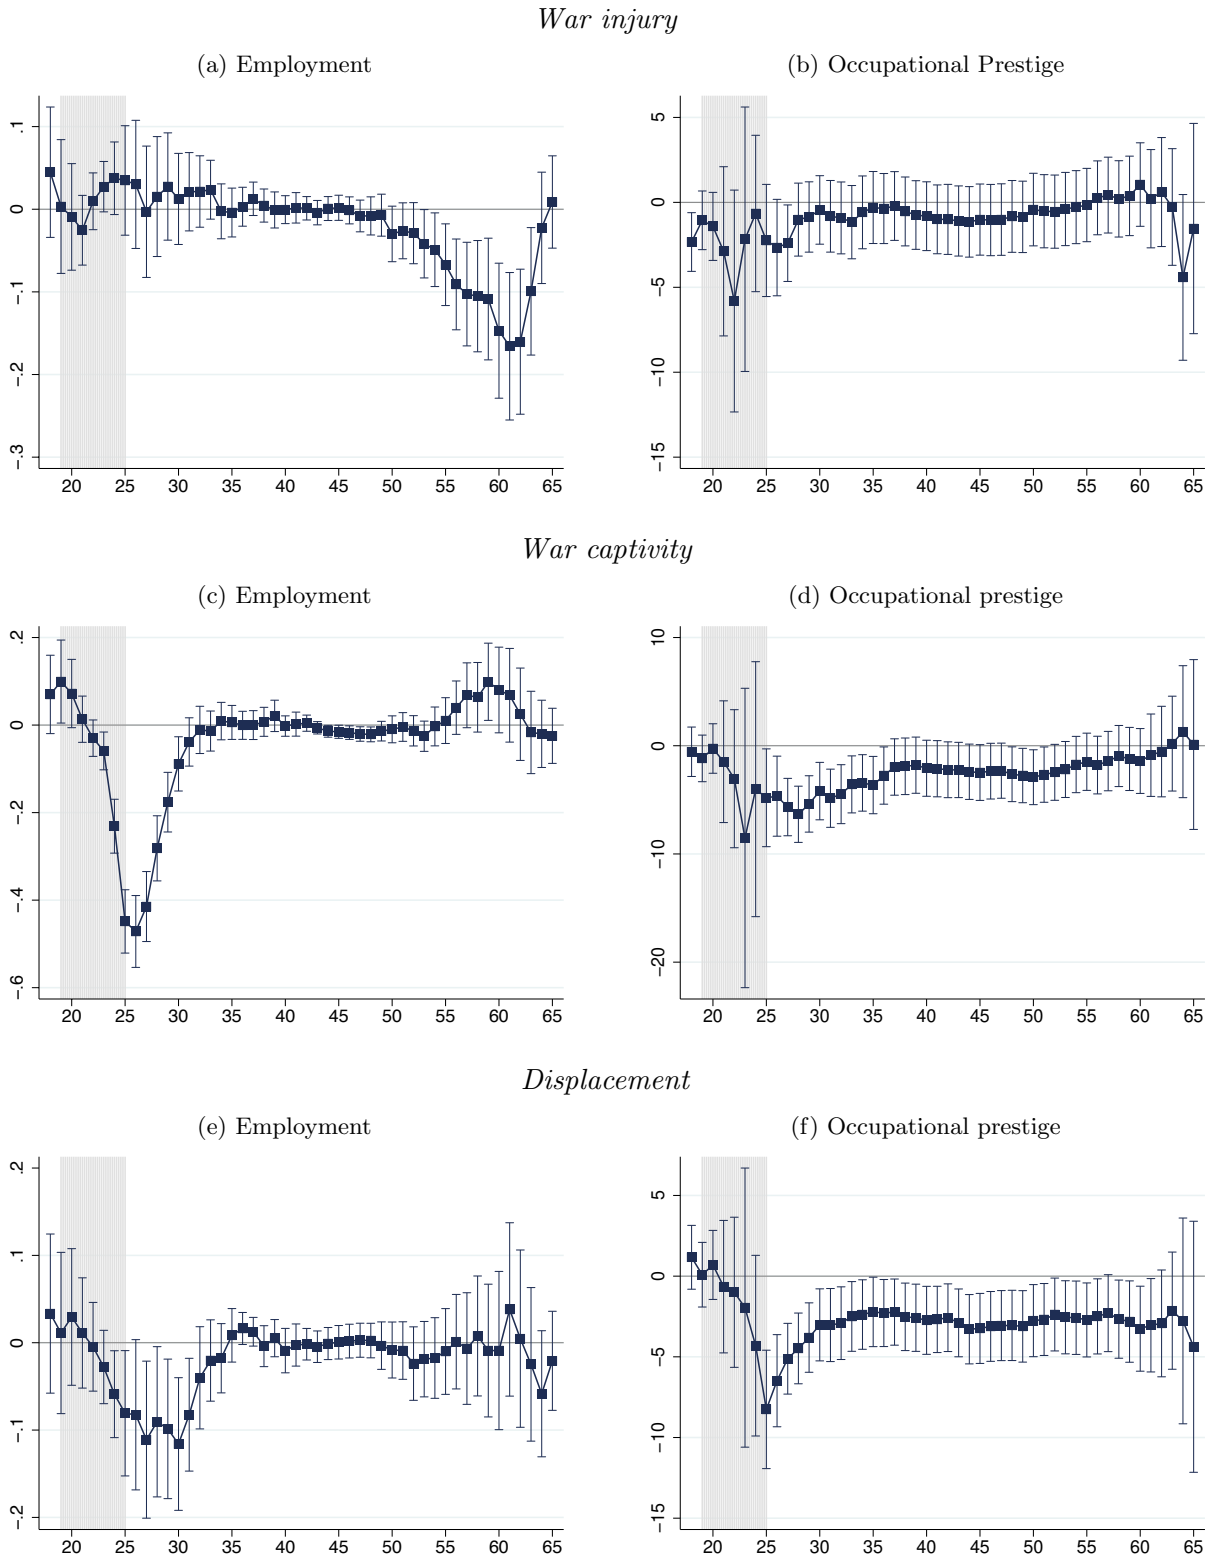 War injury
(a) Employment
(b) Occupational Prestige
.1
0
-.1
-.2
-.3
20 25 30 35 40 45 50 55 60 65
5
0
-5
-10
-15
20 25 30 35 40 45 50 55 60 65
War captivity
(c) Employment
(d) Occupational prestige
.2
0
-.2
-.4
-.6
20 25 30 35 40 45 50 55 60 65
10
0
-10
-20
20 25 30 35 40 45 50 55 60 65
Displacement
(e) Employment
(f) Occupational prestige
.2
.1
0
-.1
-.2
20 25 30 35 40 45 50 55 60 65
5
0
-5
-10
-15
20 25 30 35 40 45 50 55 60 65